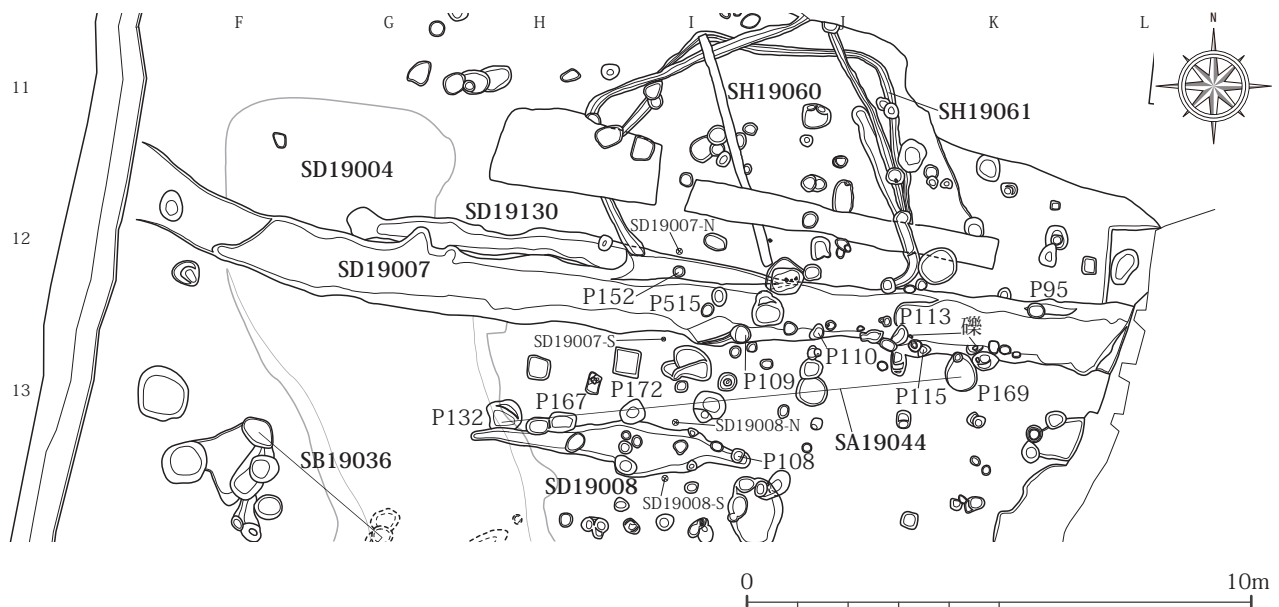 F G H I J K L N
11
SH19060
SH19061
SD19004
SD19130
SD19007-N
12
SD19007
P152
P515
P95
P113
礫
SD19007-S
P110
P109
P115
P169
13
P172
P167
P132
SD19008-N
SA19044
SB19036
P108
SD19008
SD19008-S
0 10m